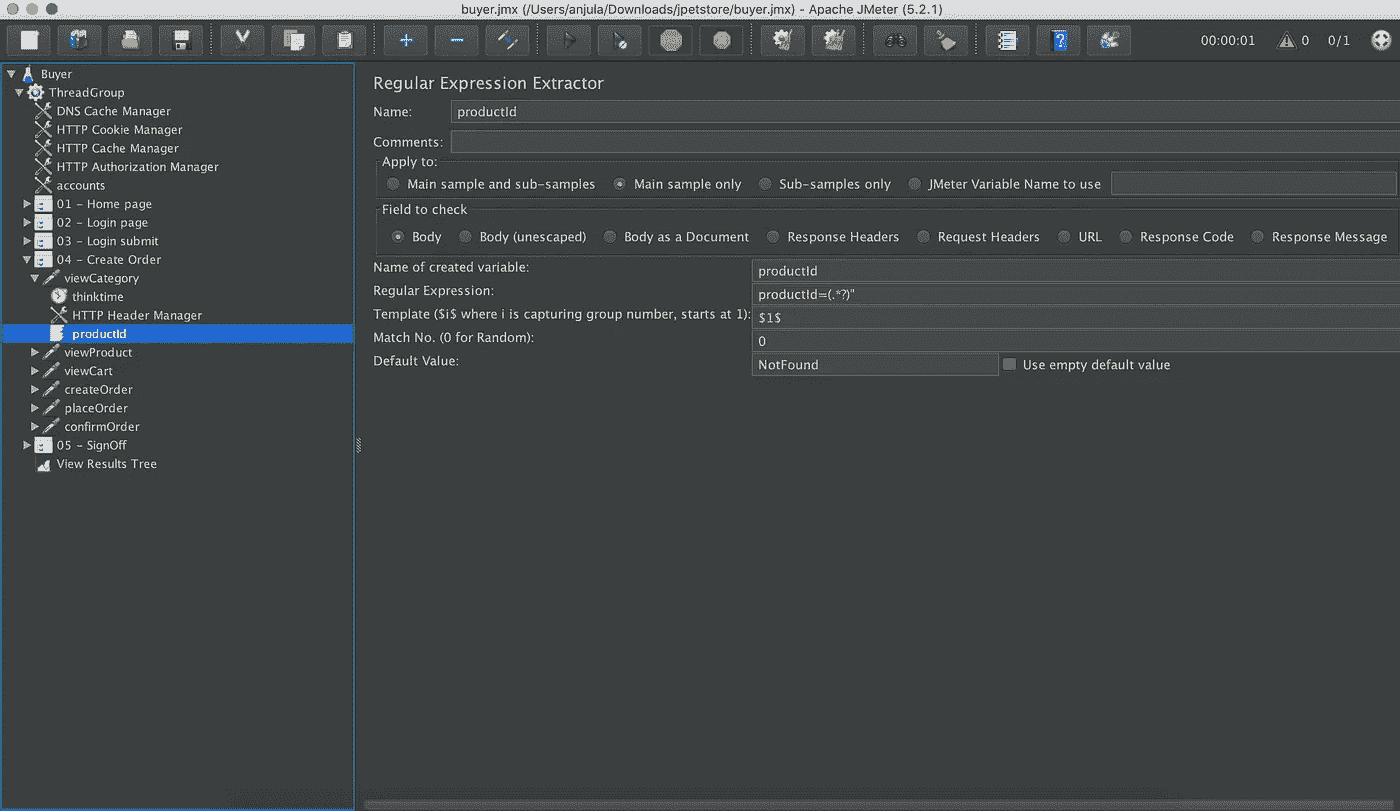 buyer.jmx (/Users/anjula/Downloads/jpetstore/buyer.jmx) - Apache JMeter (5.2.1)
00:00:01 0 0/1
Buyer
ThreadGroup
DNS Cache Manager
HTTP Cookie Manager
HTTP Cache Manager
HTTP Authorization Manager
accounts
01 - Home page
02 - Login page
03 - Login submit
04 - Create Order
viewCategory
thinktime
HTTP Header Manager
productId
viewProduct
viewCart
createOrder
placeOrder
confirmOrder
05 - SignOff
View Results Tree
Regular Expression Extractor
Name: productId
Comments:
Apply to:
Main sample and sub-samples Main sample only Sub-samples only JMeter Variable Name to use
Field to check
Body Body (unescaped) Body as a Document Response Headers Request Headers URL Response Code Response Message
Name of created variable: productId
Regular Expression: productId=(.*?)"
Template ($i$ where i is capturing group number, starts at 1): $1$
Match No. (0 for Random): 0
Default Value: NotFound Use empty default value